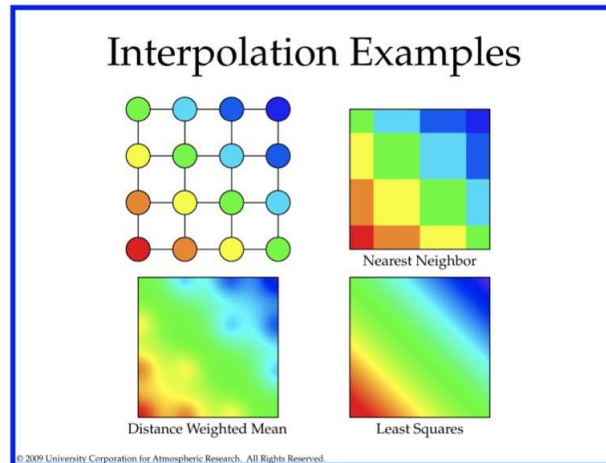 Interpolation Examples
Nearest Neighbor
Distance Weighted Mean
Least Squares
© 2009 University Corporation for Atmospheric Research. All Rights Reserved.